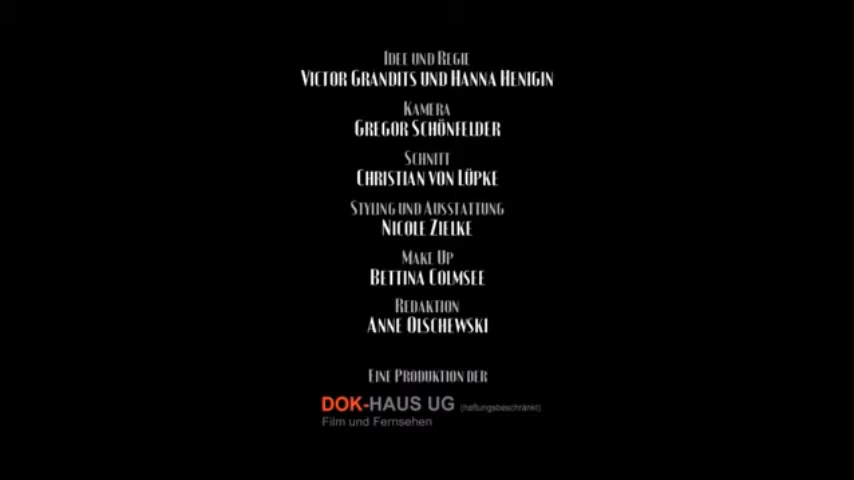 Idee und Regie
Victor Grandits und Hanna Henigin
Kamera
Gregor Schönfelder
Schnitt
Christian von Lüpke
Styling und Ausstattung
Nicole Zielke
Make Up
Bettina Colmsee
Redaktion
Anne Olschewski
Eine Produktion der
DOK-HAUS UG (haftungsbeschränkt)
Film und Fernsehen